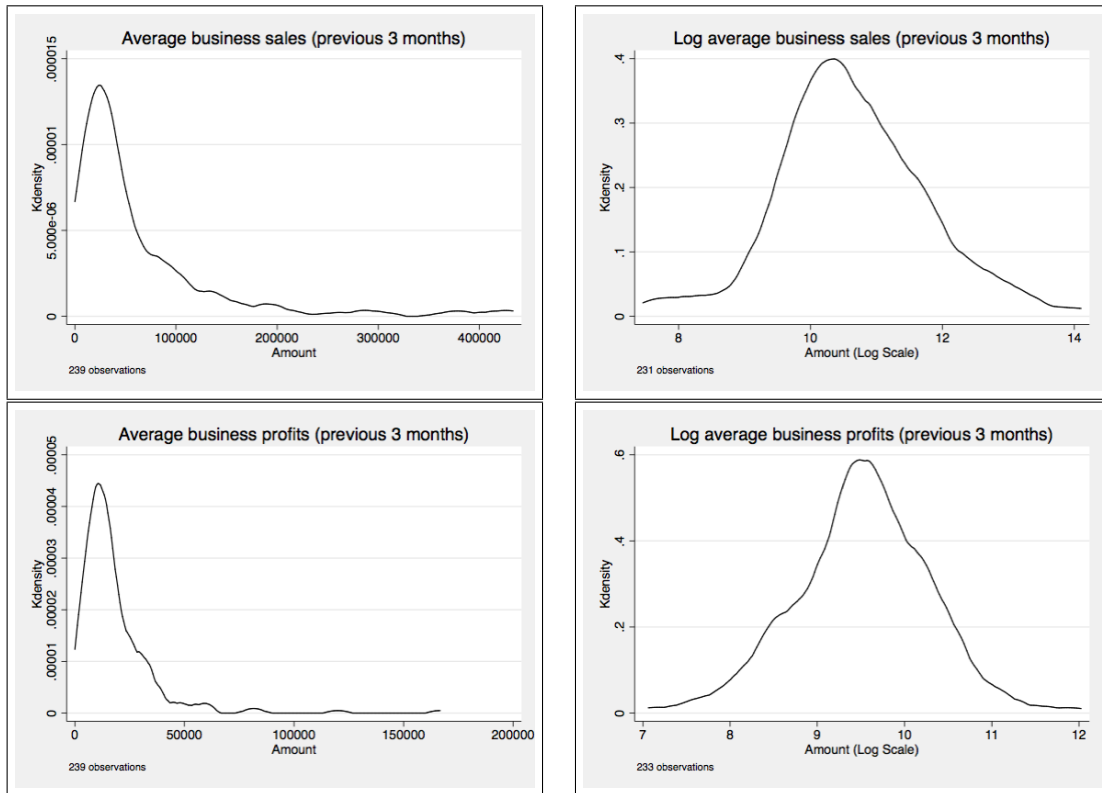 Average business sales (previous 3 months)
Kdensity
.000015
.00001
5.000e-06
0
0 100000 200000 300000 400000
Amount
239 observations
Log average business sales (previous 3 months)
Kdensity
.4
.3
.2
.1
0
8 10 12 14
Amount (Log Scale)
231 observations
Average business profits (previous 3 months)
Kdensity
.00005
.00004
.00003
.00002
.00001
0
0 50000 100000 150000 200000
Amount
239 observations
Log average business profits (previous 3 months)
Kdensity
.6
.4
.2
0
7 8 9 10 11 12
Amount (Log Scale)
233 observations